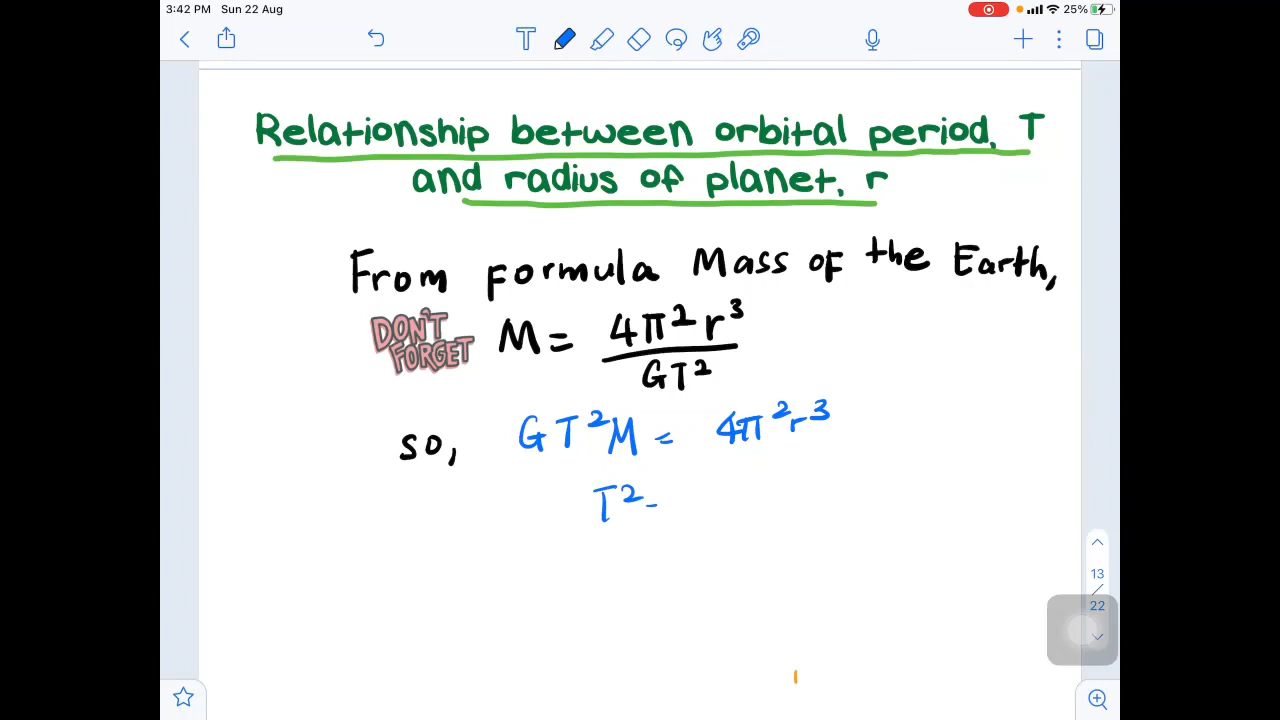 3:42 PM Sun 22 Aug
25%
Relationship between orbital period, T
and radius of planet, r
From formula Mass of the Earth,
DON'T
FORGET
M = 4π²r³
GT²
so, GT²M = 4π²r³
T² -
13
/
22